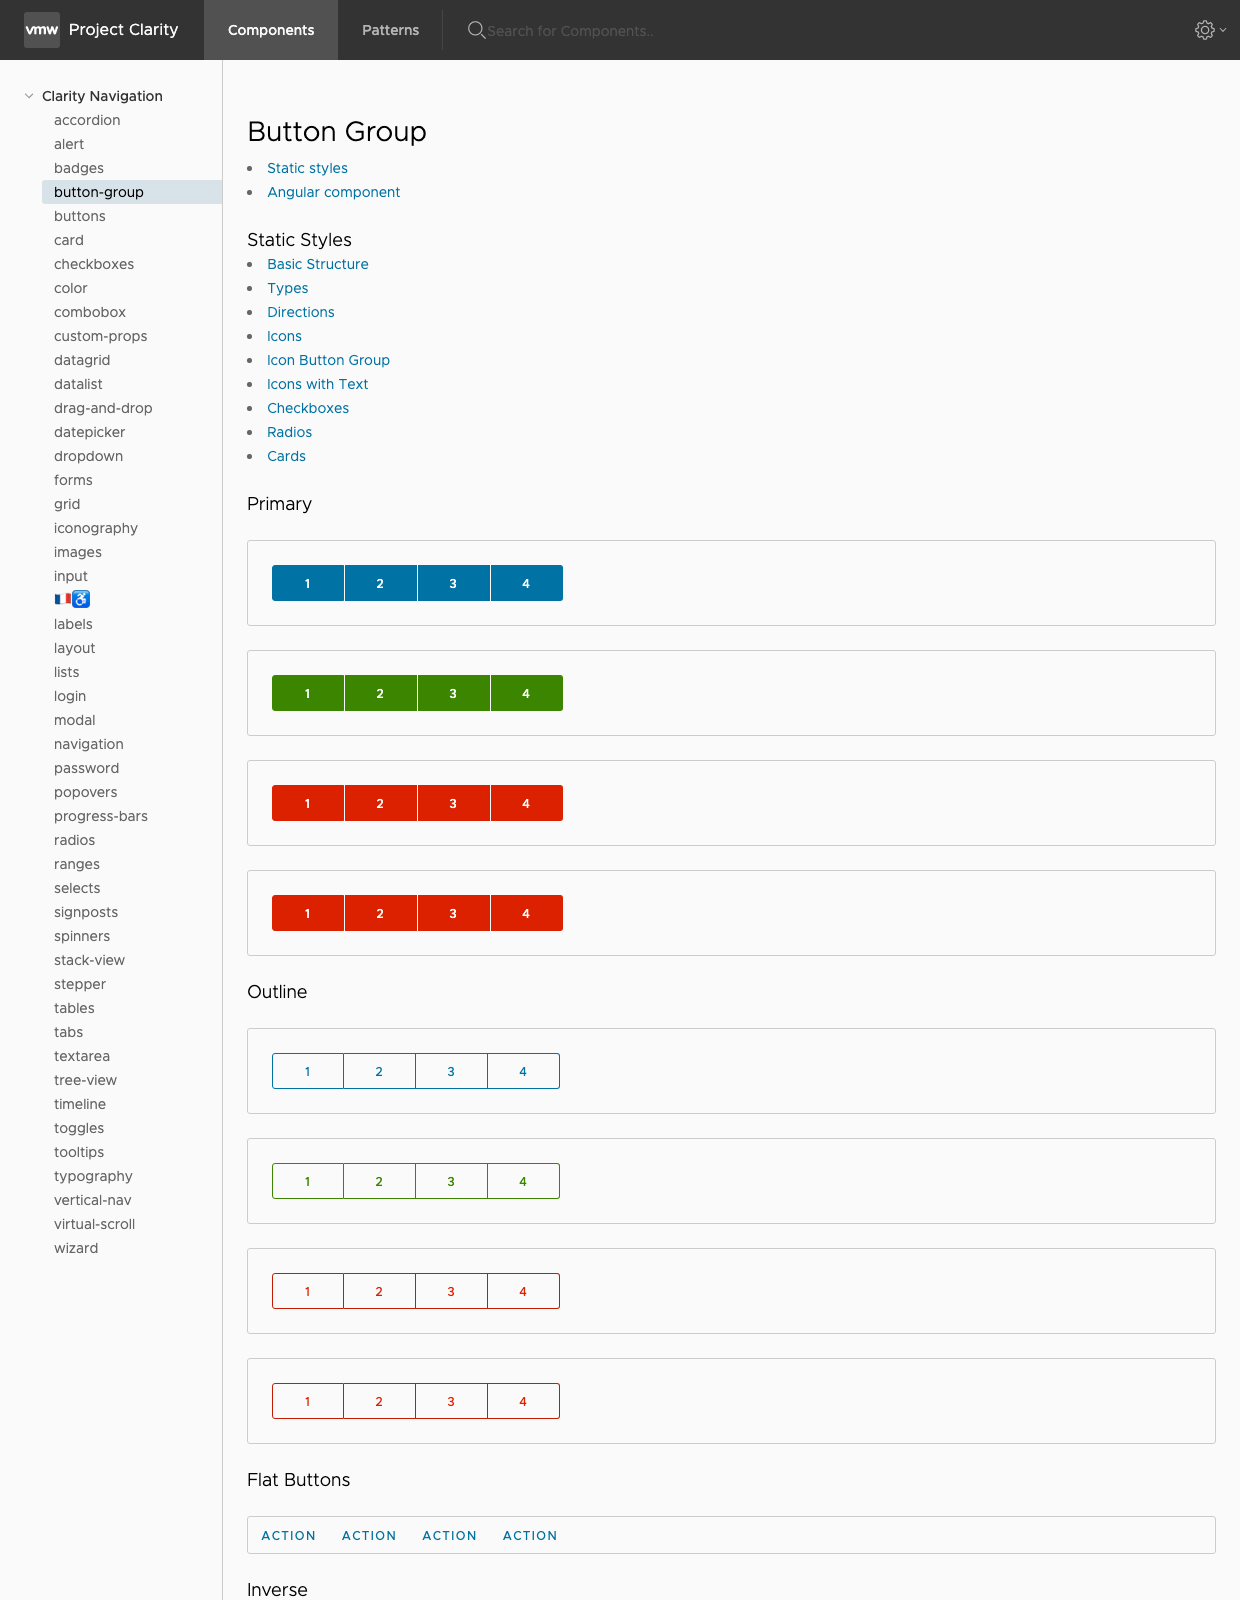 vmw Project Clarity Components Patterns Search for Components..
Clarity Navigation
accordion
alert
badges
button-group
buttons
card
checkboxes
color
combobox
custom-props
datagrid
datalist
drag-and-drop
datepicker
dropdown
forms
grid
iconography
images
input
🇫🇷♿
labels
layout
lists
login
modal
navigation
password
popovers
progress-bars
radios
ranges
selects
signposts
spinners
stack-view
stepper
tables
tabs
textarea
tree-view
timeline
toggles
tooltips
typography
vertical-nav
virtual-scroll
wizard
Button Group
Static styles
Angular component
Static Styles
Basic Structure
Types
Directions
Icons
Icon Button Group
Icons with Text
Checkboxes
Radios
Cards
Primary
1 2 3 4
1 2 3 4
1 2 3 4
1 2 3 4
Outline
1 2 3 4
1 2 3 4
1 2 3 4
1 2 3 4
Flat Buttons
ACTION ACTION ACTION ACTION
Inverse